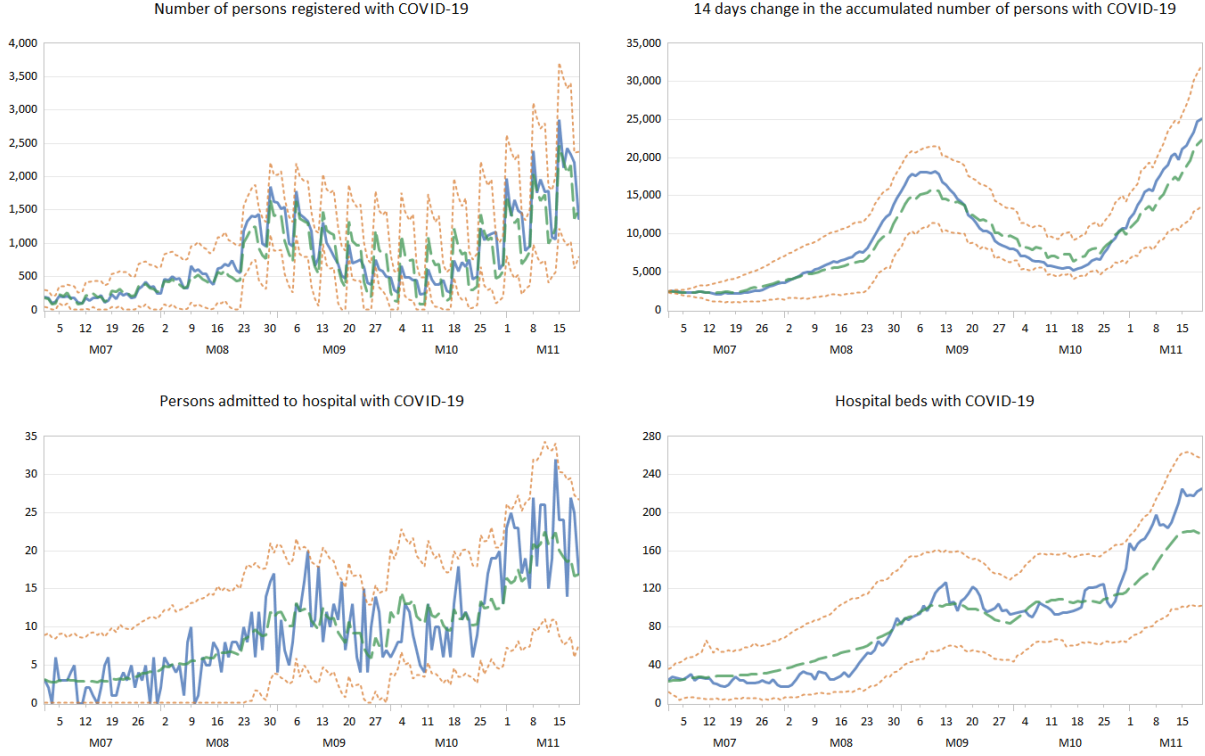 Number of persons registered with COVID-19
4,000
3,500
3,000
2,500
2,000
1,500
1,000
500
0
5 12 19 26 2 9 16 23 30 6 13 20 27 4 11 18 25 1 8 15
M07 M08 M09 M10 M11
14 days change in the accumulated number of persons with COVID-19
35,000
30,000
25,000
20,000
15,000
10,000
5,000
0
5 12 19 26 2 9 16 23 30 6 13 20 27 4 11 18 25 1 8 15
M07 M08 M09 M10 M11
Persons admitted to hospital with COVID-19
35
30
25
20
15
10
5
0
5 12 19 26 2 9 16 23 30 6 13 20 27 4 11 18 25 1 8 15
M07 M08 M09 M10 M11
Hospital beds with COVID-19
280
240
200
160
120
80
40
0
5 12 19 26 2 9 16 23 30 6 13 20 27 4 11 18 25 1 8 15
M07 M08 M09 M10 M11